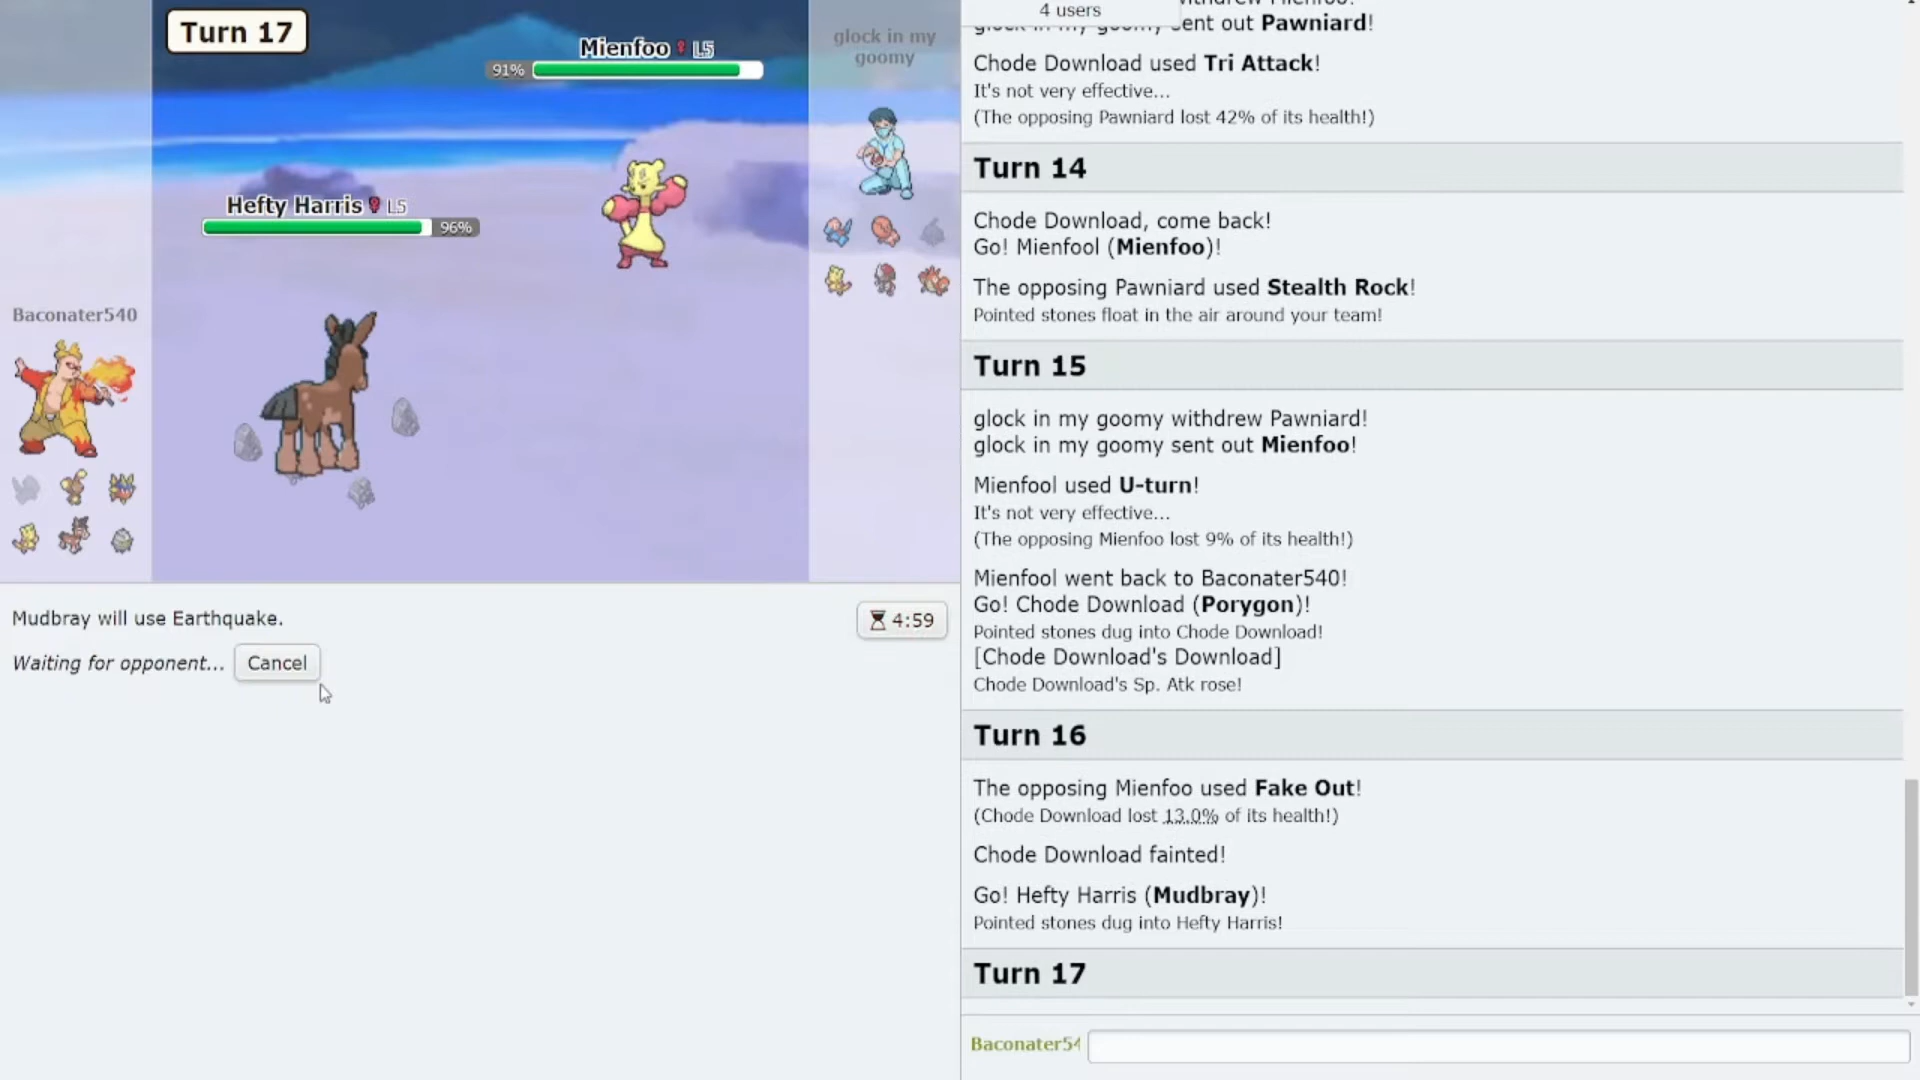 Turn 17
Mienfoo L5
91%
glock in my
goomy
Hefty Harris L5
96%
Baconater540
Mudbray will use Earthquake.
4:59
Waiting for opponent... Cancel
4 users
sent out Pawniard!
Chode Download used Tri Attack!
It's not very effective...
(The opposing Pawniard lost 42% of its health!)
Turn 14
Chode Download, come back!
Go! Mienfool (Mienfoo)!
The opposing Pawniard used Stealth Rock!
Pointed stones float in the air around your team!
Turn 15
glock in my goomy withdrew Pawniard!
glock in my goomy sent out Mienfoo!
Mienfool used U-turn!
It's not very effective...
(The opposing Mienfoo lost 9% of its health!)
Mienfool went back to Baconater540!
Go! Chode Download (Porygon)!
Pointed stones dug into Chode Download!
[Chode Download's Download]
Chode Download's Sp. Atk rose!
Turn 16
The opposing Mienfoo used Fake Out!
(Chode Download lost 13.0% of its health!)
Chode Download fainted!
Go! Hefty Harris (Mudbray)!
Pointed stones dug into Hefty Harris!
Turn 17
Baconater54